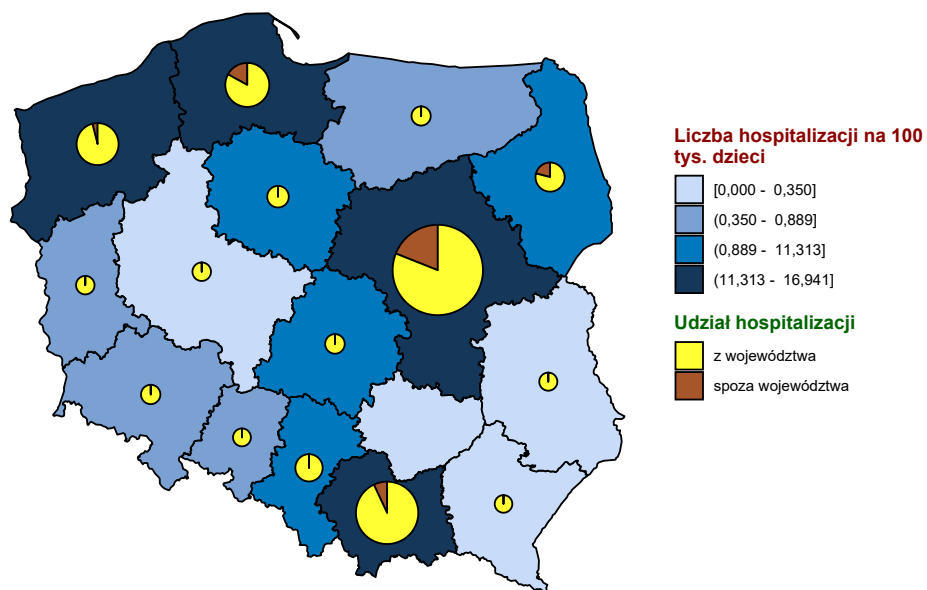 Liczba hospitalizacji na 100
tys. dzieci
[0,000 - 0,350]
(0,350 - 0,889]
(0,889 - 11,313]
(11,313 - 16,941]
Udział hospitalizacji
z województwa
spoza województwa